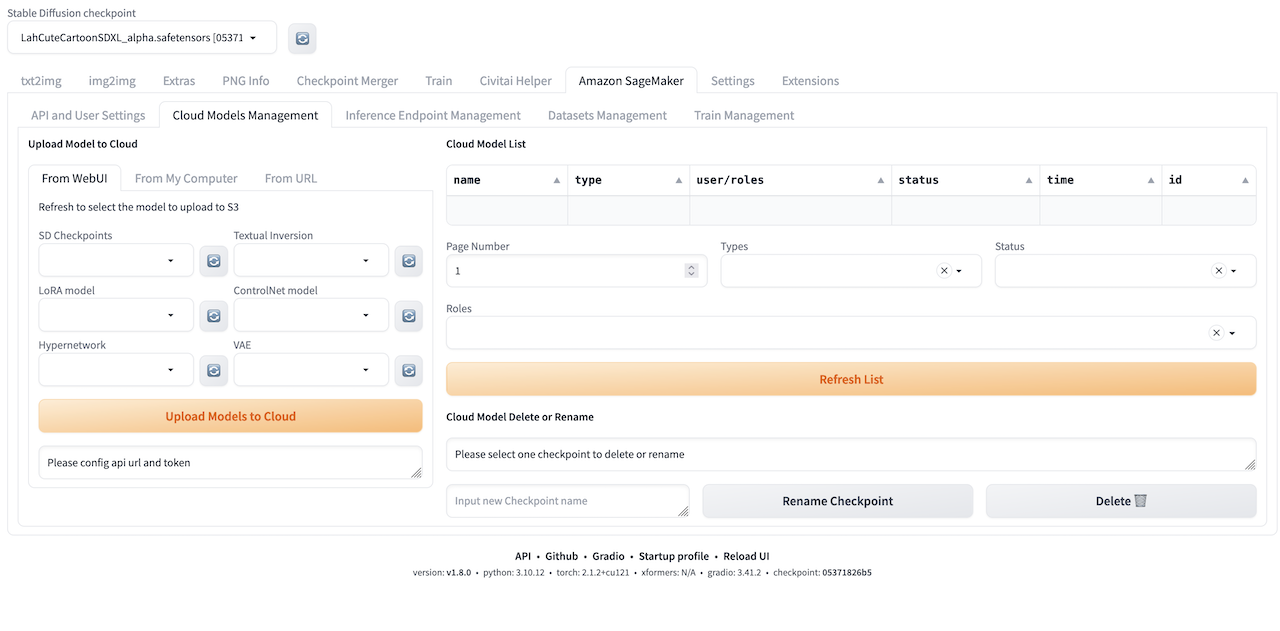 Stable Diffusion checkpoint
LahCuteCartoonSDXL_alpha.safetensors [05371
txt2img img2img Extras PNG Info Checkpoint Merger Train Civitai Helper Amazon SageMaker Settings Extensions
API and User Settings Cloud Models Management Inference Endpoint Management Datasets Management Train Management
Upload Model to Cloud
From WebUI From My Computer From URL
Refresh to select the model to upload to S3
SD Checkpoints Textual Inversion
LoRA model ControlNet model
Hypernetwork VAE
Upload Models to Cloud
Please config api url and token
Cloud Model List
name type user/roles status time id
Page Number Types Status
1
Roles
Refresh List
Cloud Model Delete or Rename
Please select one checkpoint to delete or rename
Input new Checkpoint name Rename Checkpoint Delete
API • Github • Gradio • Startup profile • Reload UI
version: v1.8.0 • python: 3.10.12 • torch: 2.1.2+cu121 • xformers: N/A • gradio: 3.41.2 • checkpoint: 05371826b5